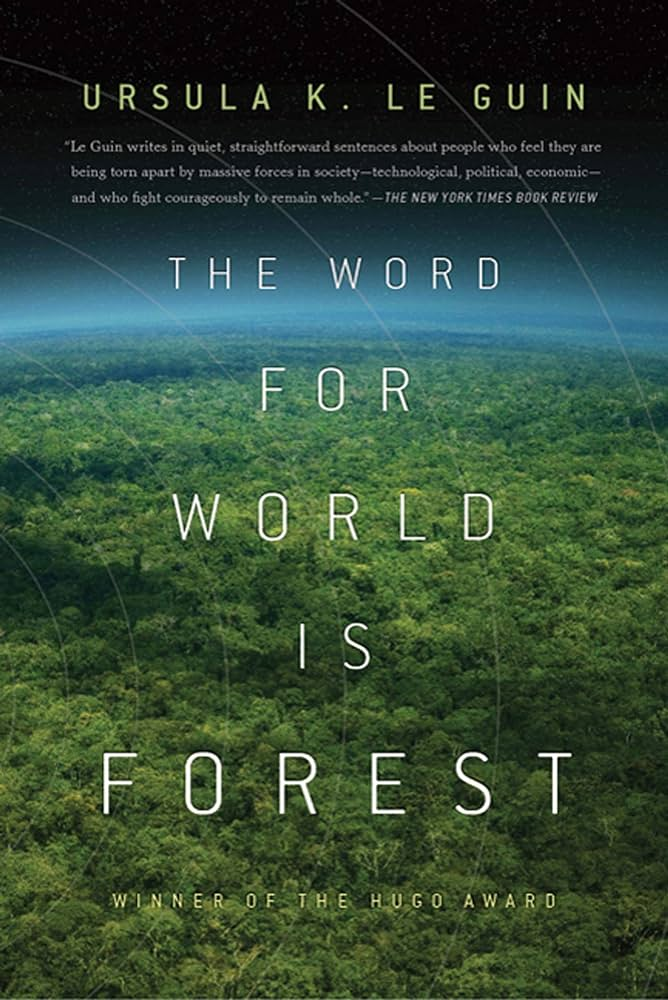 URSULA K. LE GUIN
"Le Guin writes in quiet, straightforward sentences about people who feel they are
being torn apart by massive forces in society—technological, political, economic—
and who fight courageously to remain whole." —THE NEW YORK TIMES BOOK REVIEW
THE WORD
FOR
WORLD
IS
FOREST
WINNER OF THE HUGO AWARD